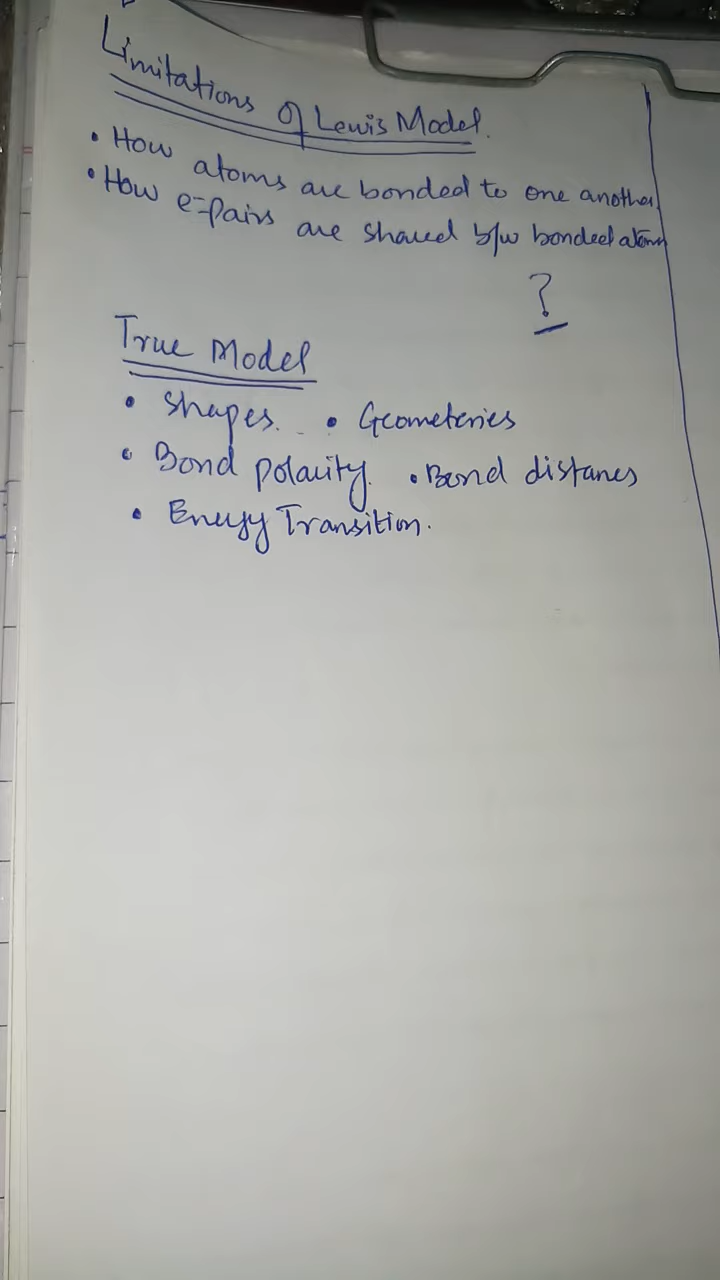 Limitations of Lewis Model.
• How atoms are bonded to one another
• How e-pairs are shared b/w bonded atoms
?
True Model
• Shapes. • Geometeries
• Bond polarity. • Bond distances
• Energy Transition.